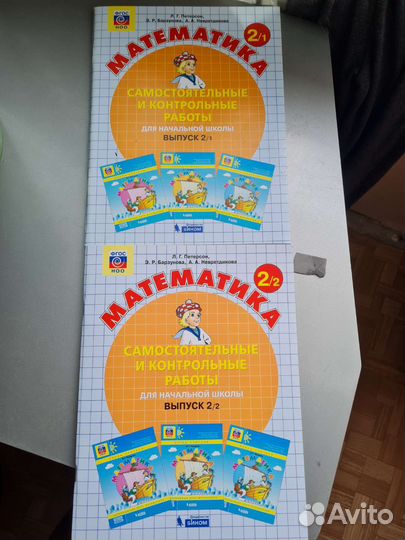 Л. Г. Петерсон,
Э. Р. Барзунова, А. А. Невретдинова
ФГОС
НОО
2/1
МАТЕМАТИКА
САМОСТОЯТЕЛЬНЫЕ
И КОНТРОЛЬНЫЕ
РАБОТЫ
ДЛЯ НАЧАЛЬНОЙ ШКОЛЫ
ВЫПУСК 2/1
БИНОМ
Л. Г. Петерсон,
Э. Р. Барзунова, А. А. Невретдинова
ФГОС
НОО
2/2
МАТЕМАТИКА
САМОСТОЯТЕЛЬНЫЕ
И КОНТРОЛЬНЫЕ
РАБОТЫ
ДЛЯ НАЧАЛЬНОЙ ШКОЛЫ
ВЫПУСК 2/2
БИНОМ
Avito